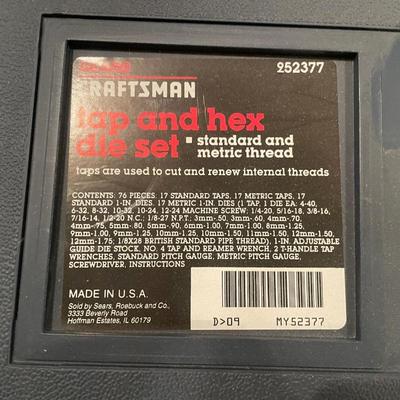 SEARS
252377
CRAFTSMAN
tap and hex
die set ▪ standard and
metric thread
taps are used to cut and renew internal threads
CONTENTS: 76 PIECES: 17 STANDARD TAPS, 17 METRIC TAPS, 17
STANDARD 1-IN. DIES, 17 METRIC 1-IN. DIES (1 TAP, 1 DIE EA: 4-40,
6-32, 8-32, 10-32, 10-24, 12-24 MACHINE SCREW: 1/4-20, 5/16-18, 3/8-16,
7/16-14, 1/2-20 N.C.: 1/8-27 N.P.T.: 3mm-.50, 3mm-.60, 4mm-.70,
4mm-.75, 5mm-.80, 5mm-.90, 6mm-1.00, 7mm-1.00, 8mm-1.25,
9mm-1.00, 9mm-1.25, 10mm-1.25, 10mm-1.50, 11mm-1.50, 12mm-1.50,
12mm-1.75: 1/8X28 BRITISH STANDARD PIPE THREAD), 1-IN. ADJUSTABLE
GUIDE DIE STOCK, NO. 4 TAP AND REAMER WRENCH, 2 T-HANDLE TAP
WRENCHES, STANDARD PITCH GAUGE, METRIC PITCH GAUGE,
SCREWDRIVER, INSTRUCTIONS
MADE IN U.S.A.
Sold by Sears, Roebuck and Co.
3333 Beverly Road
Hoffman Estates, IL 60179
D>09 MY52377